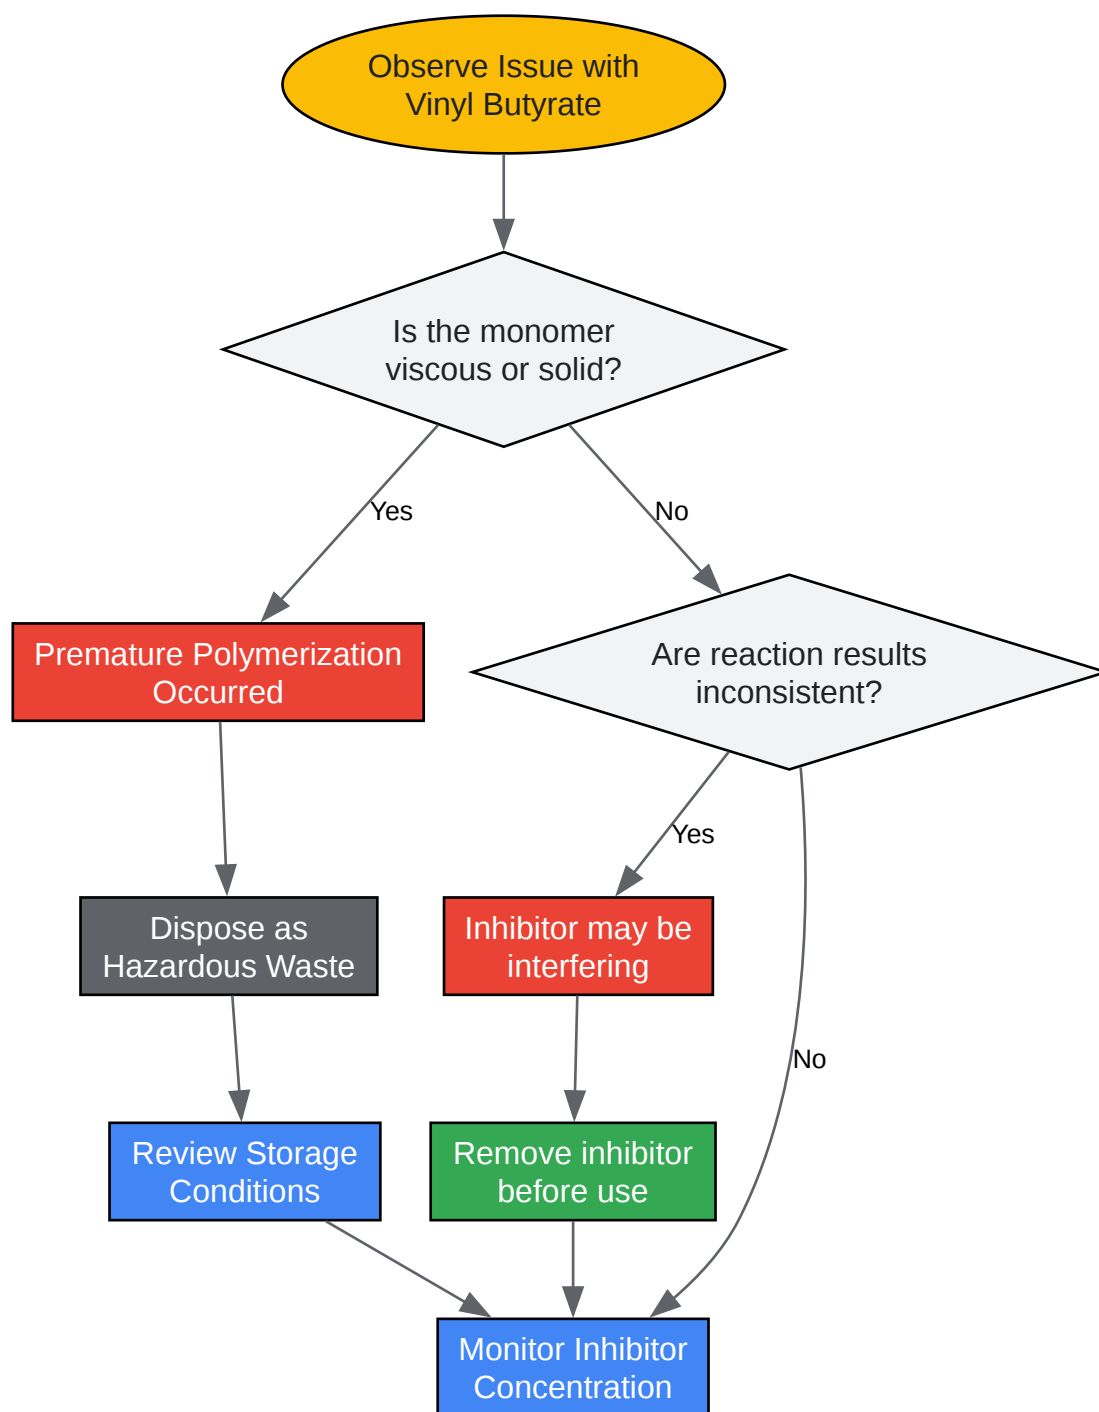 Observe Issue with
Vinyl Butyrate
Is the monomer
viscous or solid?
Yes
No
Premature Polymerization
Occurred
Are reaction results
inconsistent?
Yes
Dispose as
Hazardous Waste
Inhibitor may be
interfering
No
Review Storage
Conditions
Remove inhibitor
before use
Monitor Inhibitor
Concentration